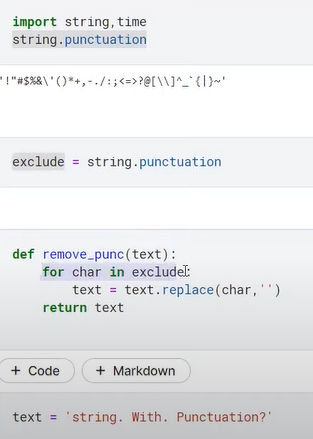 import string,time
string.punctuation
'!"#$%&\'()*+,-./:;<=>?@[\\]^_`{|}~'
exclude = string.punctuation
def remove_punc(text):
for char in exclude:
text = text.replace(char,'')
return text
+ Code + Markdown
text = 'string. With. Punctuation?'